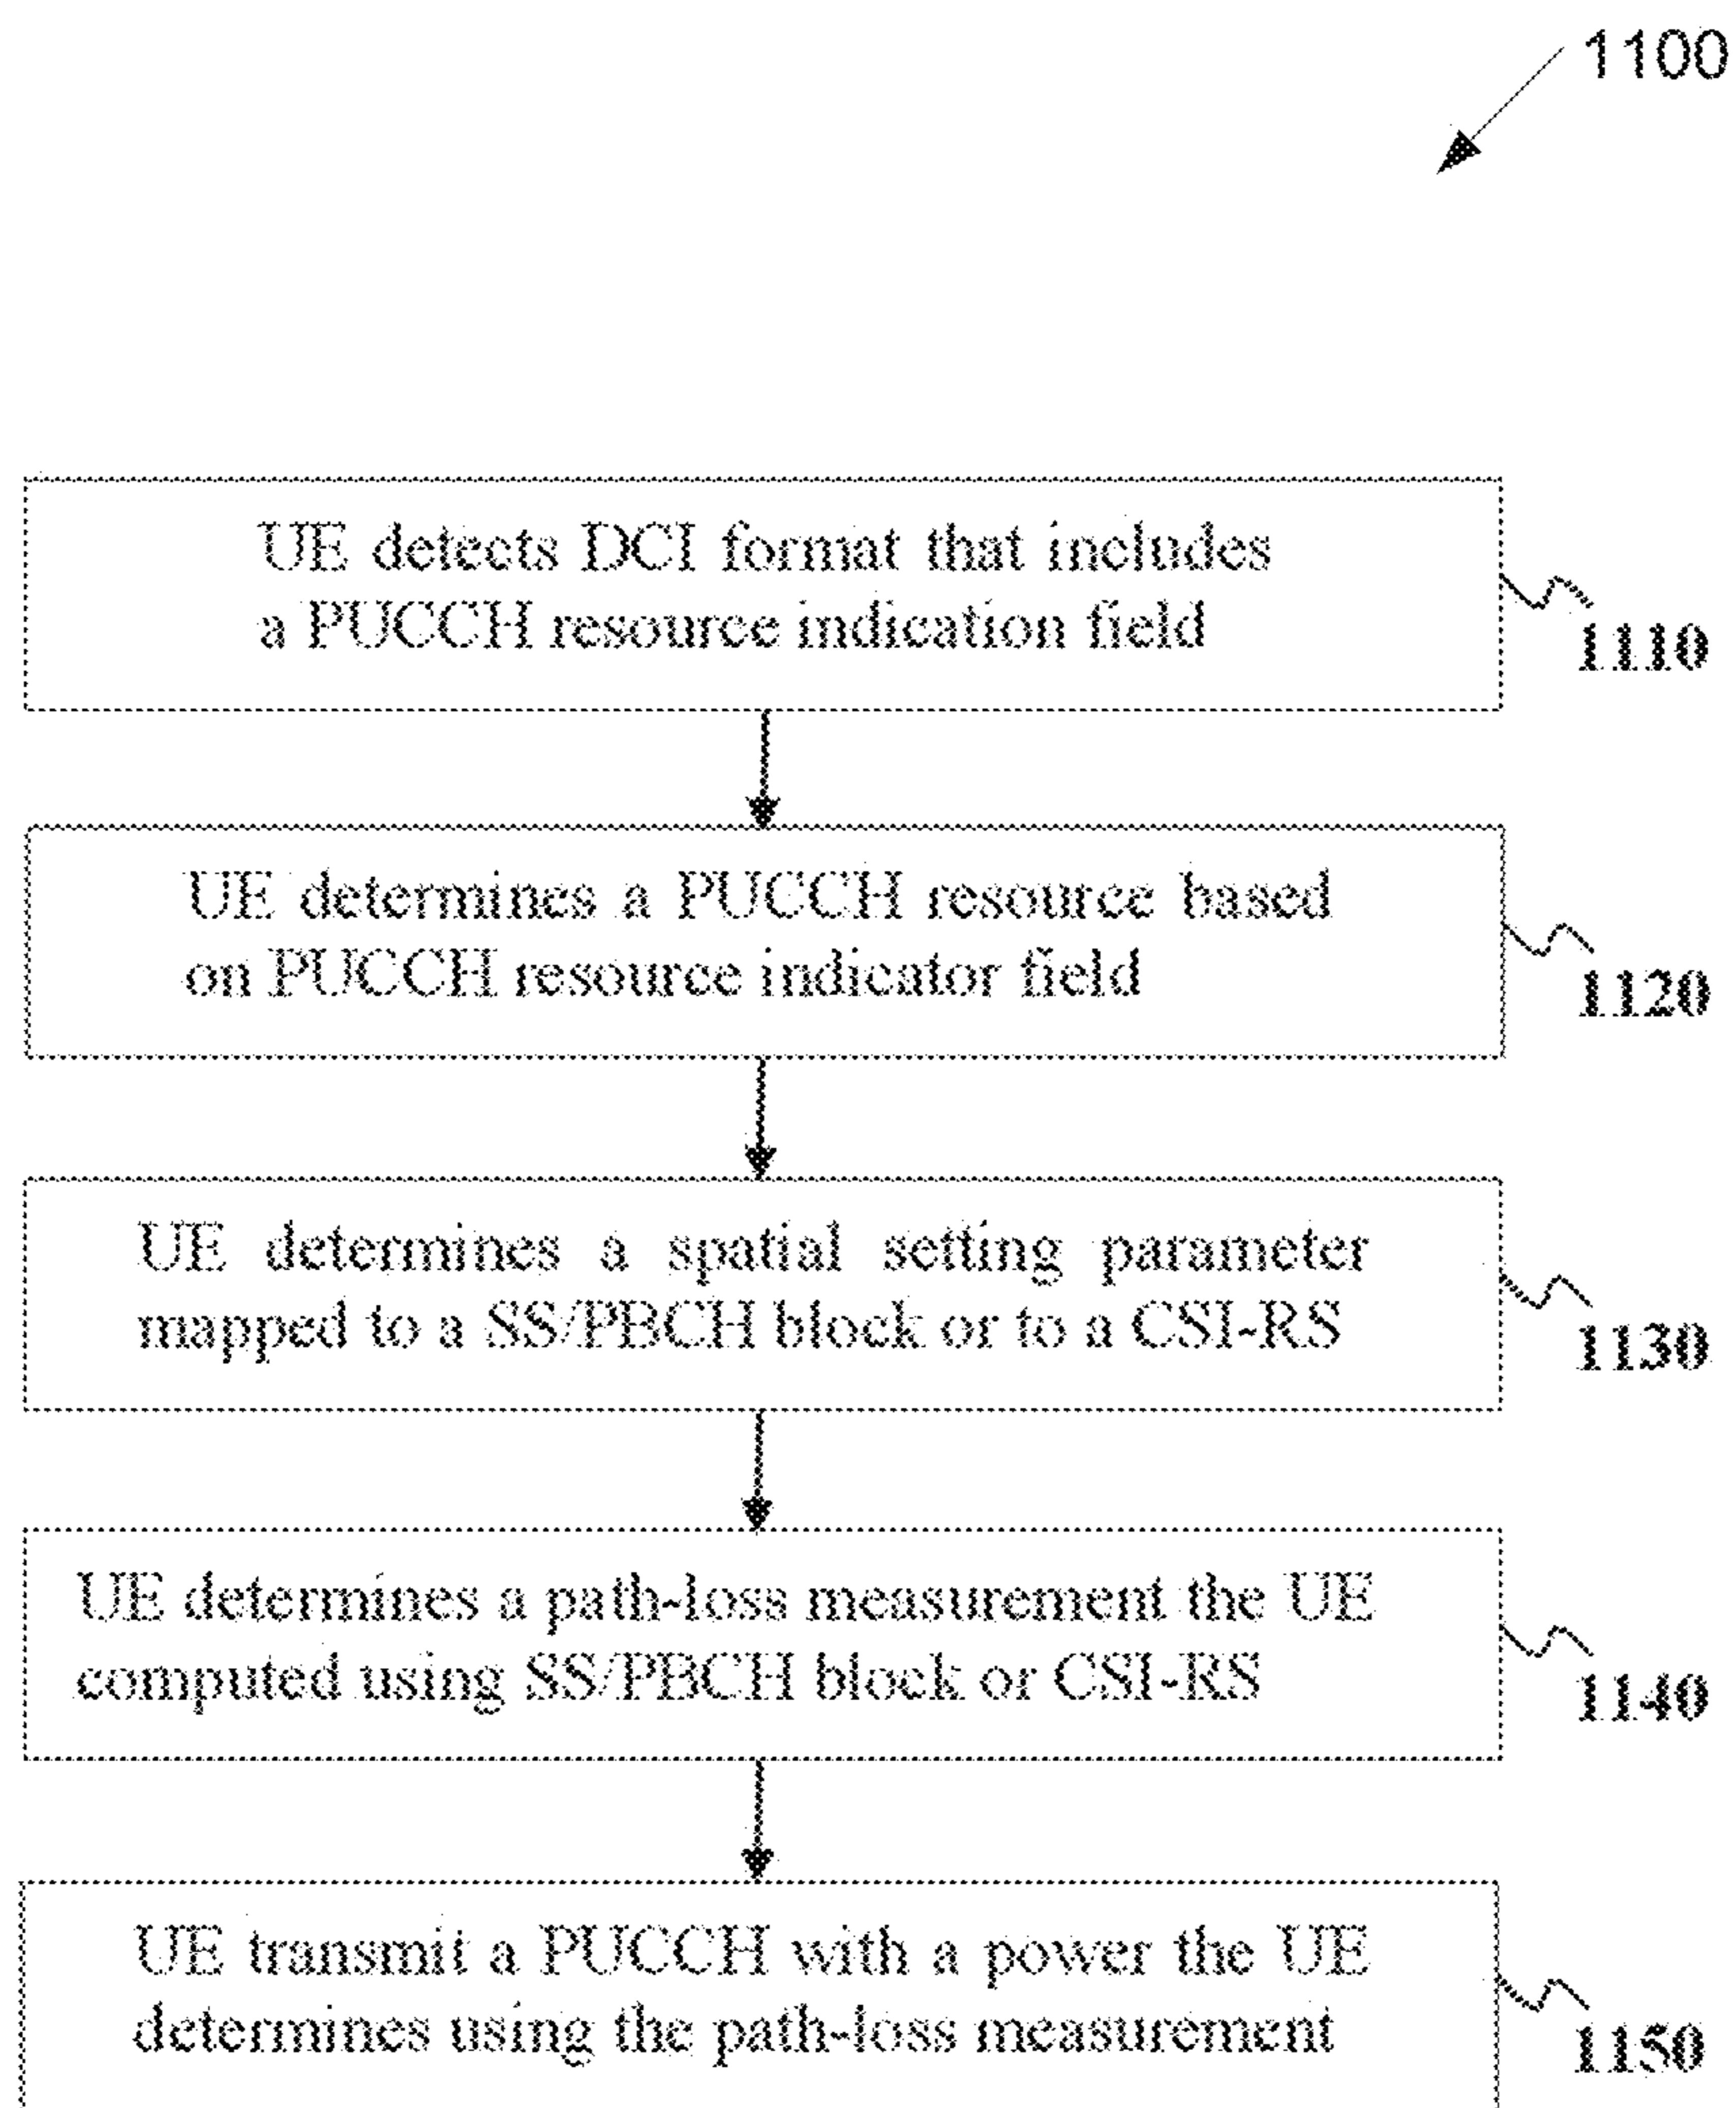 1100
UE detects DCI format that includes
a PUCCH resource indication field
1110
UE determines a PUCCH resource based
on PUCCH resource indicator field
1120
UE determines a spatial setting parameter
mapped to a SS/PBCH block or to a CSI-RS
1130
UE determines a path-loss measurement the UE
computed using SS/PBCH block or CSI-RS
1140
UE transmit a PUCCH with a power the UE
determines using the path-loss measurement
1150